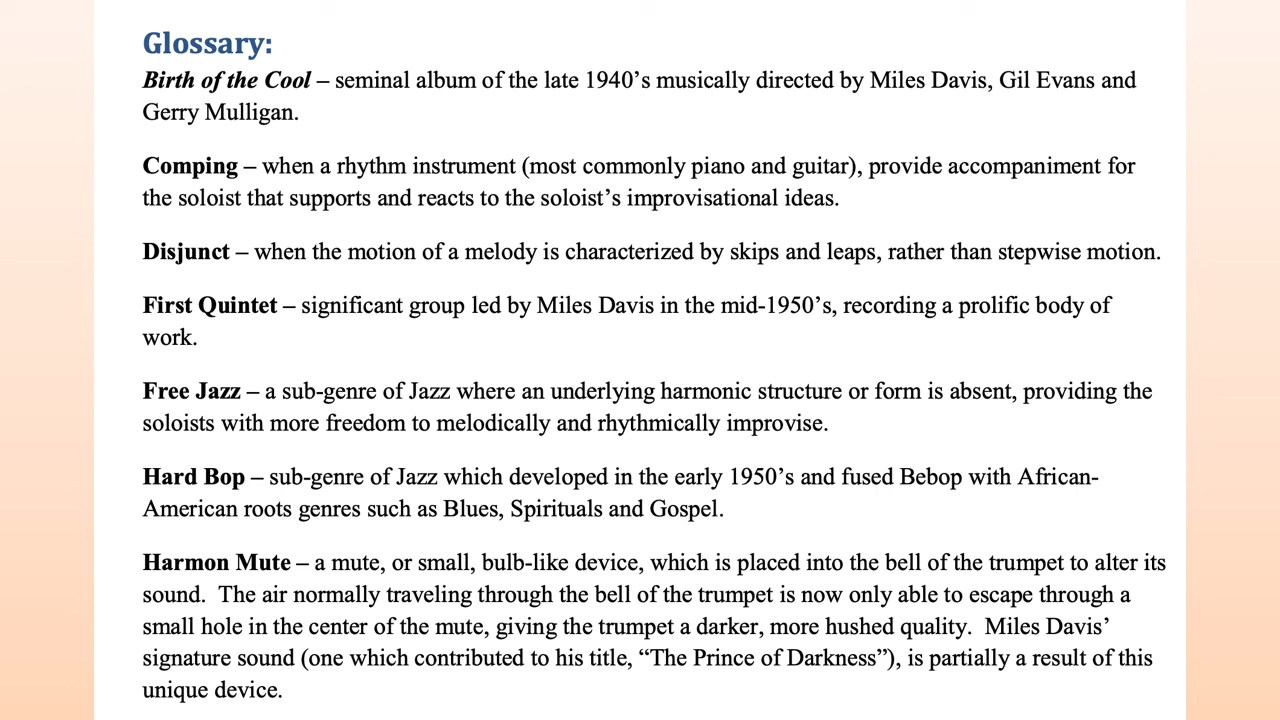 Glossary:
Birth of the Cool – seminal album of the late 1940’s musically directed by Miles Davis, Gil Evans and
Gerry Mulligan.
Comping – when a rhythm instrument (most commonly piano and guitar), provide accompaniment for
the soloist that supports and reacts to the soloist’s improvisational ideas.
Disjunct – when the motion of a melody is characterized by skips and leaps, rather than stepwise motion.
First Quintet – significant group led by Miles Davis in the mid-1950’s, recording a prolific body of
work.
Free Jazz – a sub-genre of Jazz where an underlying harmonic structure or form is absent, providing the
soloists with more freedom to melodically and rhythmically improvise.
Hard Bop – sub-genre of Jazz which developed in the early 1950’s and fused Bebop with African-
American roots genres such as Blues, Spirituals and Gospel.
Harmon Mute – a mute, or small, bulb-like device, which is placed into the bell of the trumpet to alter its
sound.  The air normally traveling through the bell of the trumpet is now only able to escape through a
small hole in the center of the mute, giving the trumpet a darker, more hushed quality.  Miles Davis’
signature sound (one which contributed to his title, “The Prince of Darkness”), is partially a result of this
unique device.